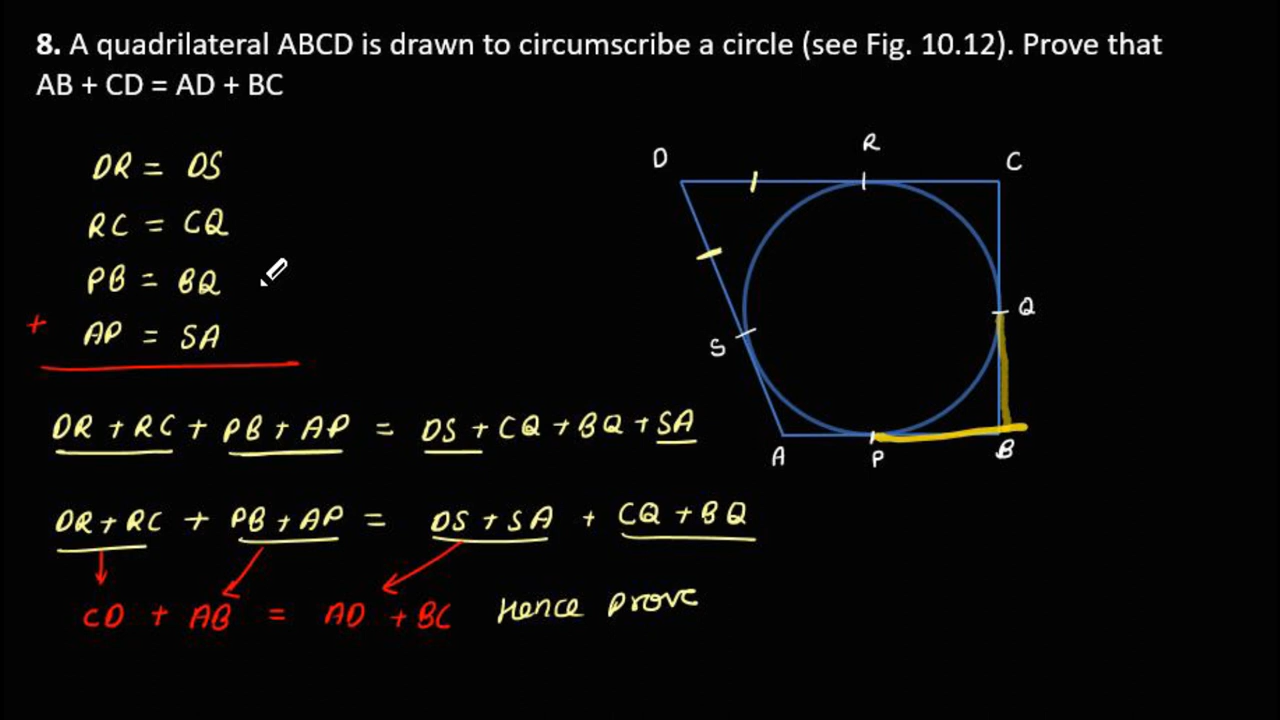 8. A quadrilateral ABCD is drawn to circumscribe a circle (see Fig. 10.12). Prove that
AB + CD = AD + BC
DR = DS
RC = CQ
PB = BQ
+ AP = SA
DR + RC + PB + AP = DS + CQ + BQ + SA
DR + RC + PB + AP = DS + SA + CQ + BQ
CD + AB = AD + BC Hence prove
D
R
C
Q
S
A
P
B